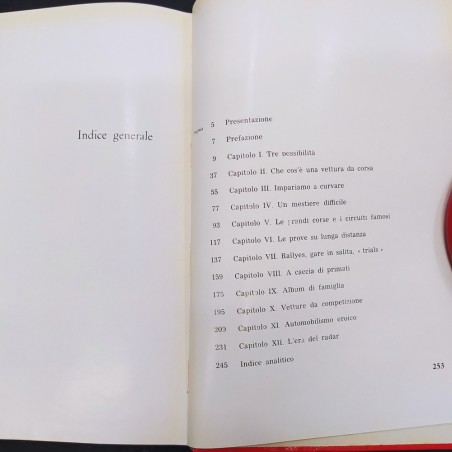 Indice generale
pagina
5 Presentazione
7 Prefazione
9 Capitolo I. Tre possibilità
37 Capitolo II. Che cos'è una vettura da corsa
55 Capitolo III. Impariamo a curvare
77 Capitolo IV. Un mestiere difficile
93 Capitolo V. Le grandi corse e i circuiti famosi
117 Capitolo VI. Le prove su lunga distanza
137 Capitolo VII. Rallyes, gare in salita, « trials »
159 Capitolo VIII. A caccia di primati
175 Capitolo IX. Album di famiglia
195 Capitolo X. Vetture da competizione
209 Capitolo XI. Automobilismo eroico
231 Capitolo XII. L'era del radar
245 Indice analitico
253